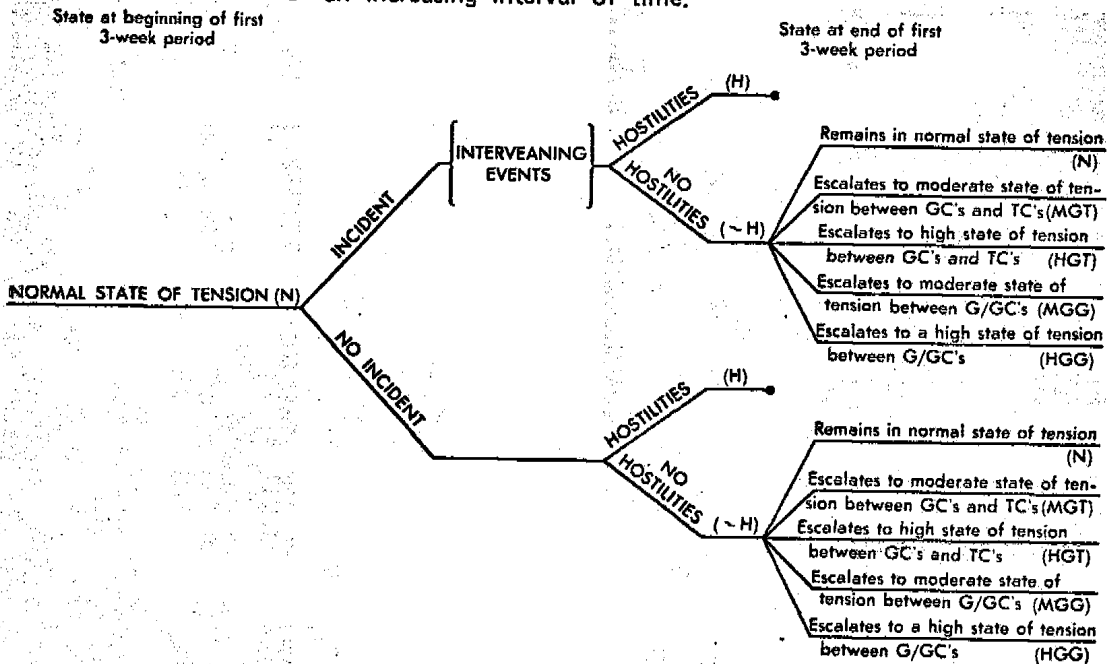 an increasing interval of time.
State at beginning of first
3-week period
State at end of first
3-week period
NORMAL STATE OF TENSION (N)
INCIDENT
INTERVEANING
EVENTS
HOSTILITIES
(H)
NO
HOSTILITIES
(~H)
Remains in normal state of tension
(N)
Escalates to moderate state of ten-
sion between GC's and TC's (MGT)
Escalates to high state of tension
between GC's and TC's (HGT)
Escalates to moderate state of
tension between G/GC's (MGG)
Escalates to a high state of tension
between G/GC's (HGG)
NO INCIDENT
HOSTILITIES
(H)
NO
HOSTILITIES
(~H)
Remains in normal state of tension
(N)
Escalates to moderate state of ten-
sion between GC's and TC's (MGT)
Escalates to high state of tension
between GC's and TC's (HGT)
Escalates to moderate state of
tension between G/GC's (MGG)
Escalates to a high state of tension
between G/GC's (HGG)